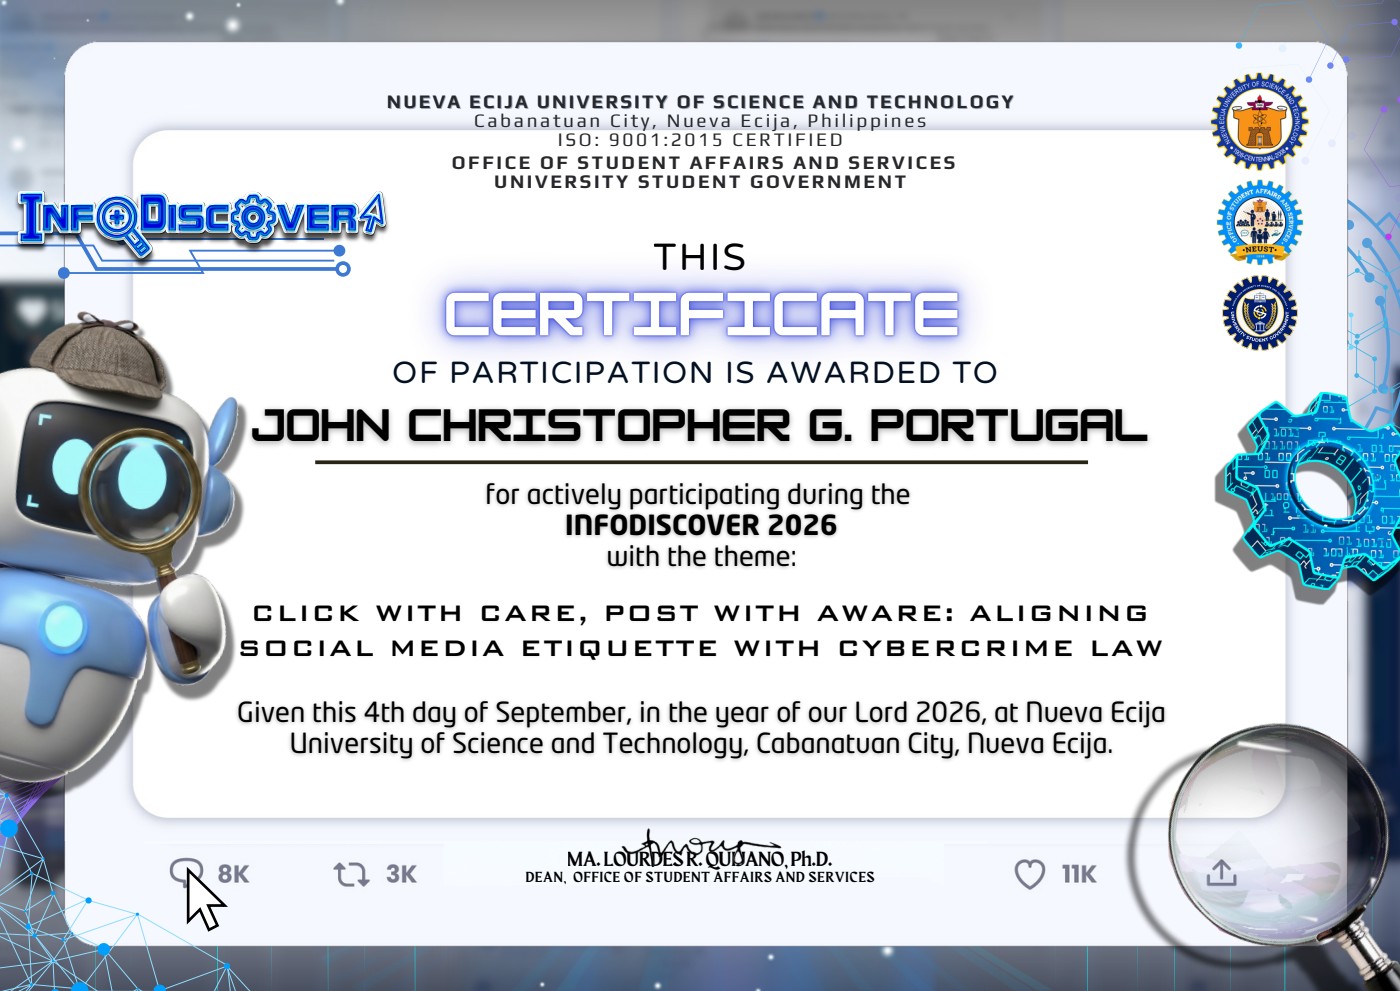 NUEVA ECIJA UNIVERSITY OF SCIENCE AND TECHNOLOGY
Cabanatuan City, Nueva Ecija, Philippines
ISO: 9001:2015 CERTIFIED
OFFICE OF STUDENT AFFAIRS AND SERVICES
UNIVERSITY STUDENT GOVERNMENT
INFODISCOVER
NEUST
THIS
CERTIFICATE
OF PARTICIPATION IS AWARDED TO
JOHN CHRISTOPHER G. PORTUGAL
for actively participating during the
INFODISCOVER 2026
with the theme:
CLICK WITH CARE, POST WITH AWARE: ALIGNING
SOCIAL MEDIA ETIQUETTE WITH CYBERCRIME LAW
Given this 4th day of September, in the year of our Lord 2026, at Nueva Ecija
University of Science and Technology, Cabanatuan City, Nueva Ecija.
MA. LOURDES R. QUIJANO, Ph.D.
DEAN, OFFICE OF STUDENT AFFAIRS AND SERVICES
8K
3K
11K